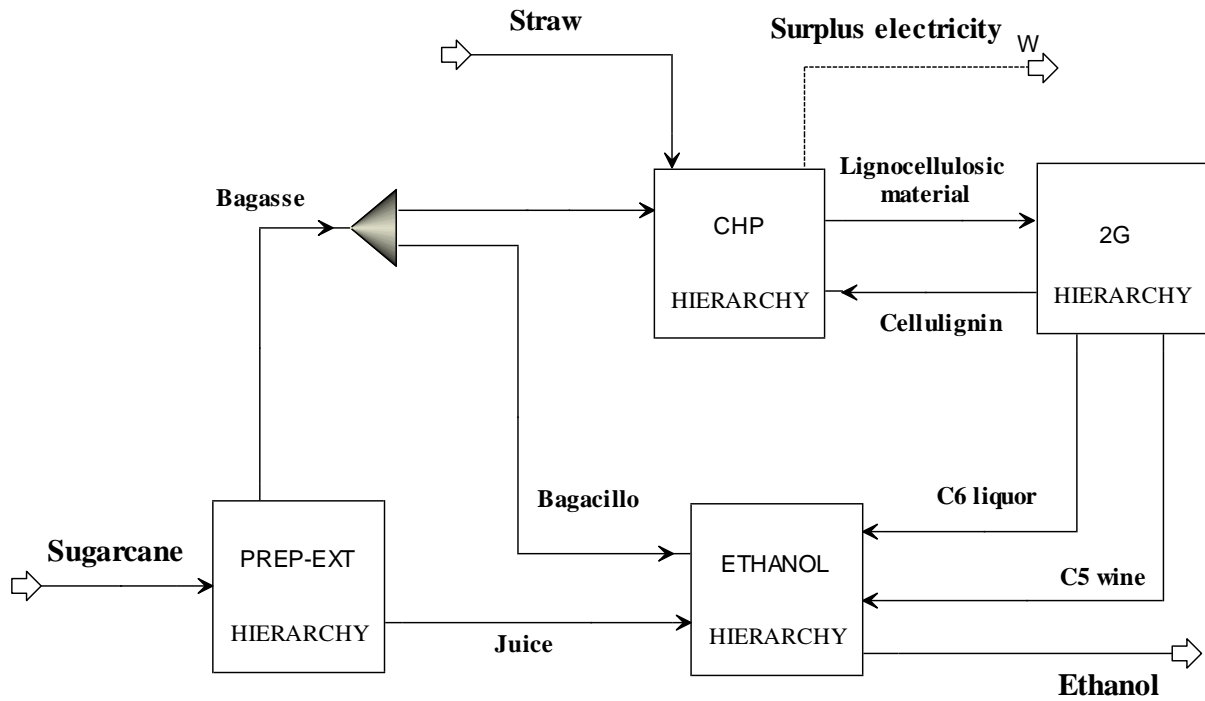 Straw
Surplus electricity
W
Bagasse
CHP
HIERARCHY
Lignocellulosic
material
2G
HIERARCHY
Cellulignin
Bagacillo
C6 liquor
Sugarcane
PREP-EXT
HIERARCHY
ETHANOL
HIERARCHY
C5 wine
Juice
Ethanol